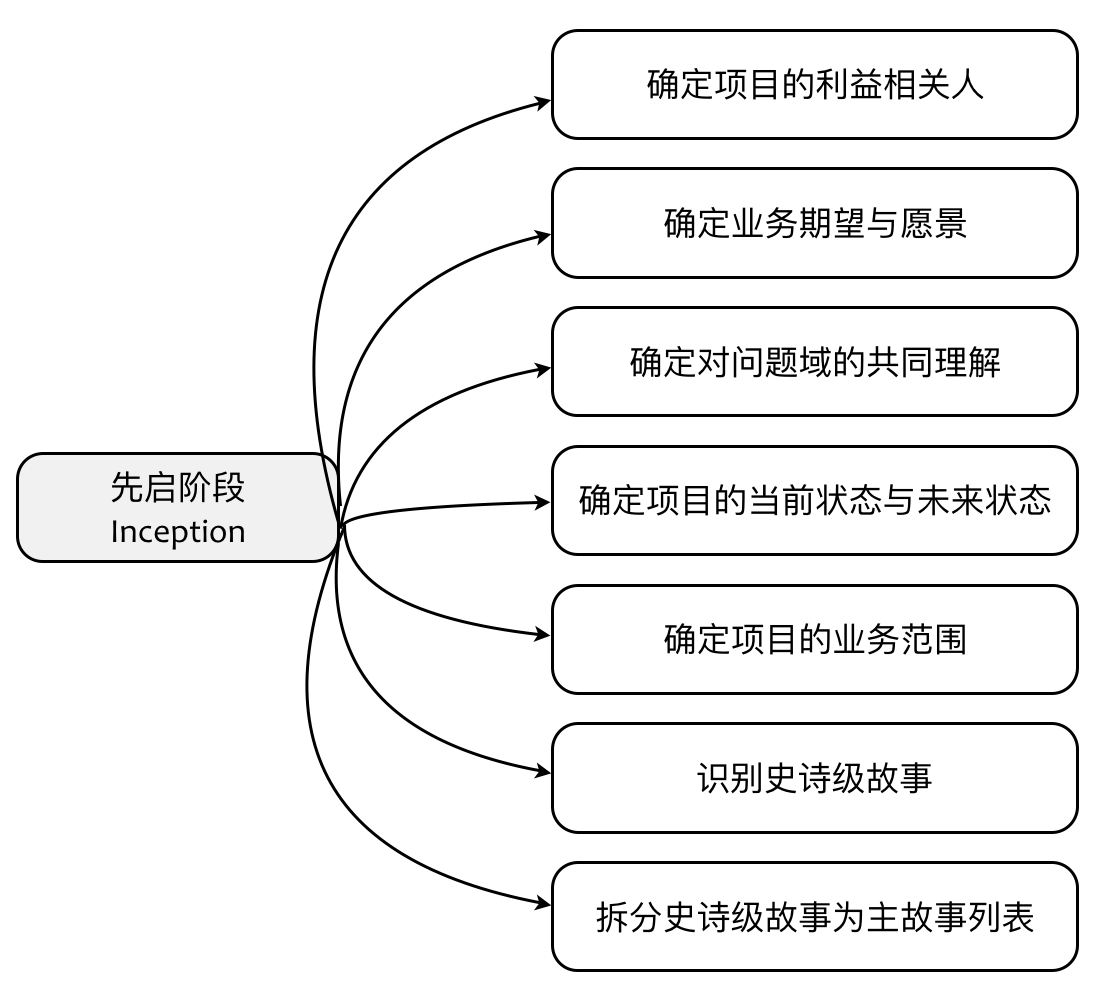 确定项目的利益相关人
确定业务期望与愿景
确定对问题域的共同理解
先启阶段
Inception
确定项目的当前状态与未来状态
确定项目的业务范围
识别史诗级故事
拆分史诗级故事为主故事列表